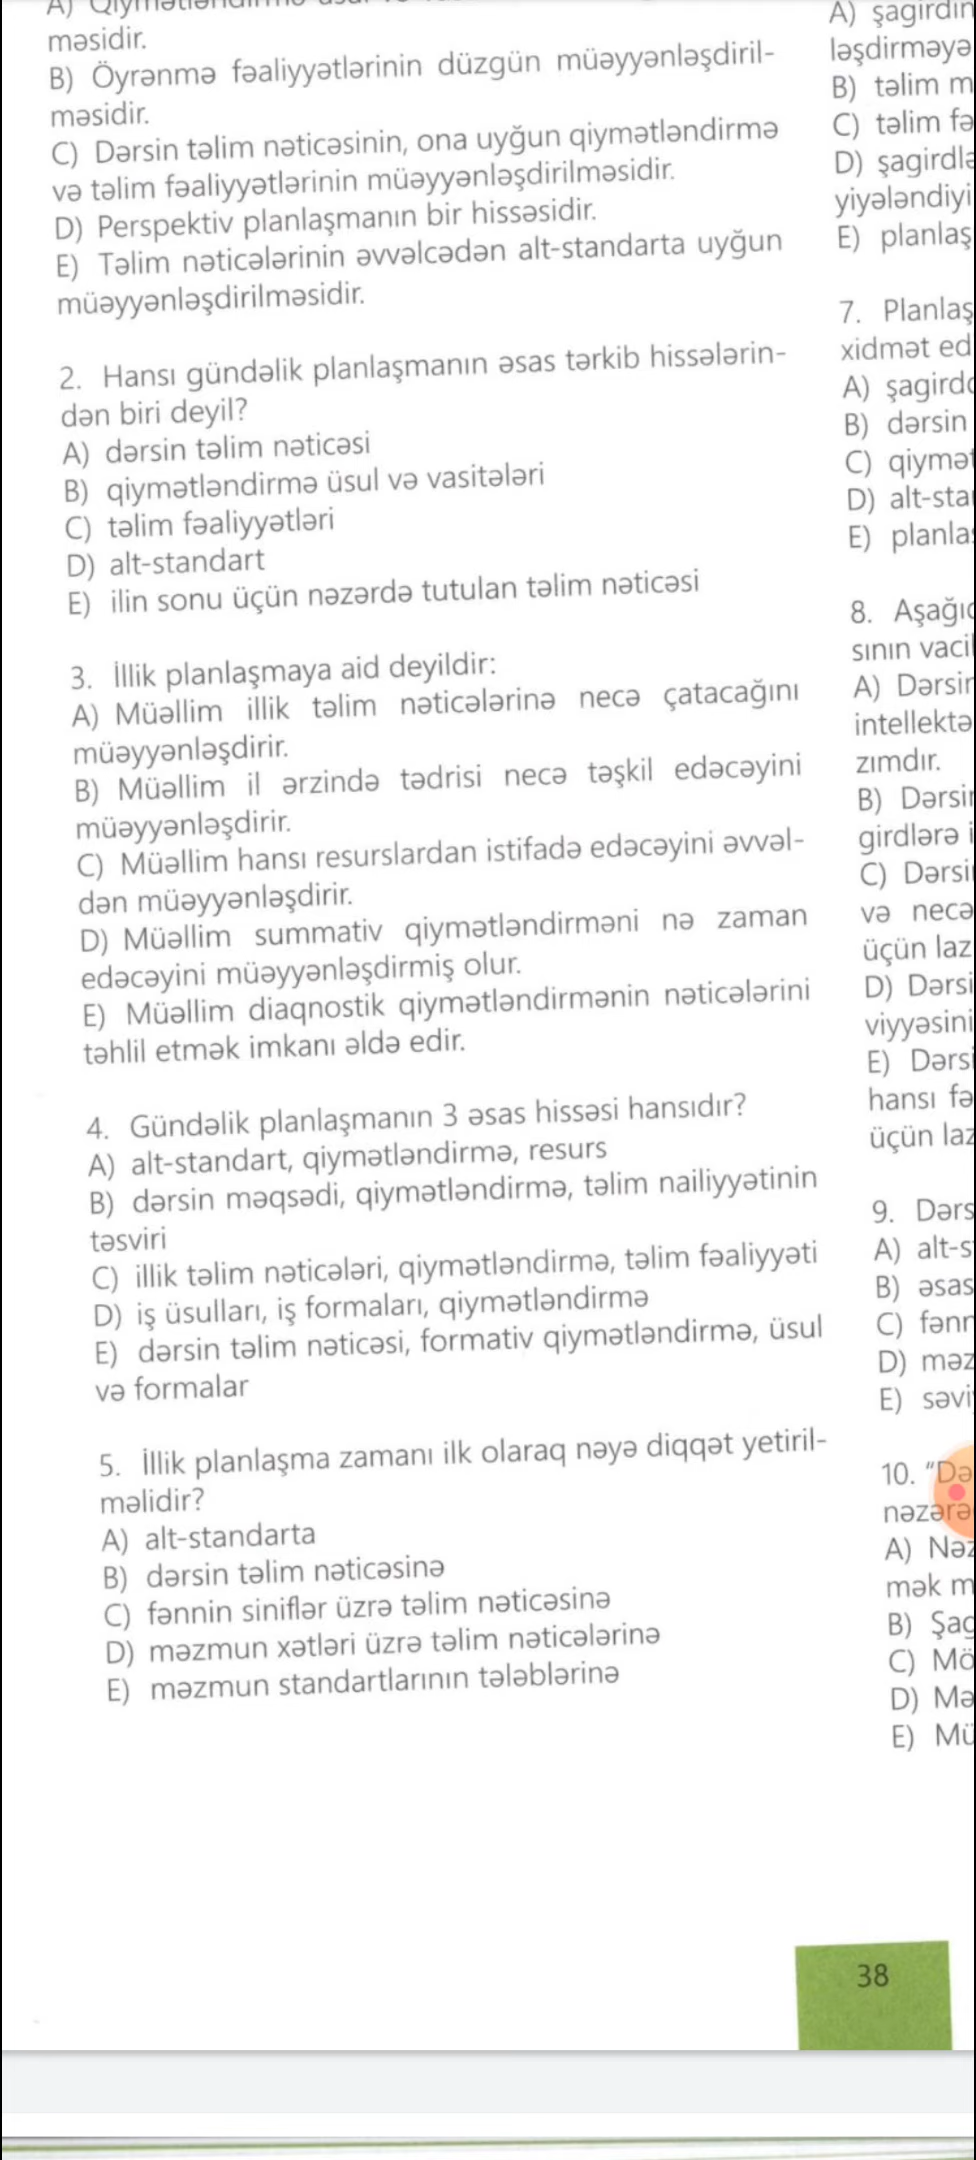 A)
məsidir.
B) Öyrənmə fəaliyyətlərinin düzgün müəyyənləşdiril-
məsidir.
C) Dərsin təlim nəticəsinin, ona uyğun qiymətləndirmə
və təlim fəaliyyətlərinin müəyyənləşdirilməsidir.
D) Perspektiv planlaşmanın bir hissəsidir.
E) Təlim nəticələrinin əvvəlcədən alt-standarta uyğun
müəyyənləşdirilməsidir.
2. Hansı gündəlik planlaşmanın əsas tərkib hissələrin-
dən biri deyil?
A) dərsin təlim nəticəsi
B) qiymətləndirmə üsul və vasitələri
C) təlim fəaliyyətləri
D) alt-standart
E) ilin sonu üçün nəzərdə tutulan təlim nəticəsi
3. İllik planlaşmaya aid deyildir:
A) Müəllim illik təlim nəticələrinə necə çatacağını
müəyyənləşdirir.
B) Müəllim il ərzində tədrisi necə təşkil edəcəyini
müəyyənləşdirir.
C) Müəllim hansı resurslardan istifadə edəcəyini əvvəl-
dən müəyyənləşdirir.
D) Müəllim summativ qiymətləndirməni nə zaman
edəcəyini müəyyənləşdirmiş olur.
E) Müəllim diaqnostik qiymətləndirmənin nəticələrini
təhlil etmək imkanı əldə edir.
4. Gündəlik planlaşmanın 3 əsas hissəsi hansıdır?
A) alt-standart, qiymətləndirmə, resurs
B) dərsin məqsədi, qiymətləndirmə, təlim nailiyyətinin
təsviri
C) illik təlim nəticələri, qiymətləndirmə, təlim fəaliyyəti
D) iş üsulları, iş formaları, qiymətləndirmə
E) dərsin təlim nəticəsi, formativ qiymətləndirmə, üsul
və formalar
5. İllik planlaşma zamanı ilk olaraq nəyə diqqət yetiril-
məlidir?
A) alt-standarta
B) dərsin təlim nəticəsinə
C) fənnin siniflər üzrə təlim nəticəsinə
D) məzmun xətləri üzrə təlim nəticələrinə
E) məzmun standartlarının tələblərinə
A) şagirdin
ləşdirməyə
B) təlim m
C) təlim fə
D) şagirdlə
yiyələndiyi
E) planlaş
7. Planlaş
xidmət ed
A) şagird
B) dərsin
C) qiymət
D) alt-sta
E) planla
8. Aşağıd
sının vacil
A) Dərsin
intellektə
zımdır.
B) Dərsin
girdlərə i
C) Dərsin
və necə
üçün laz
D) Dərsi
viyyəsini
E) Dərsi
hansı fə
üçün laz
9. Dərs
A) alt-s
B) əsas
C) fənn
D) məz
E) səvi
10. "Də
nəzərə
A) Nəz
mək m
B) Şag
C) Mö
D) Mə
E) Mü
38